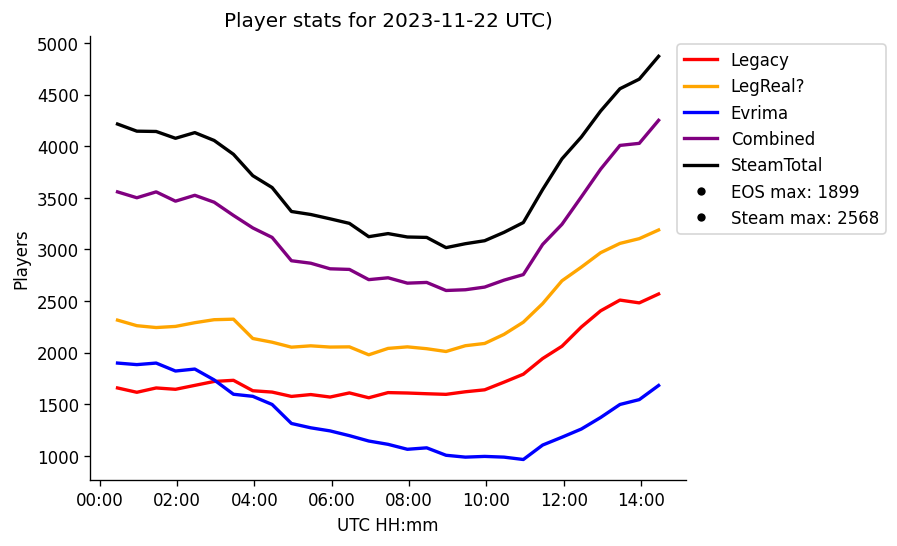 Player stats for 2023-11-22 UTC)
5000
4500
4000
3500
3000
2500
2000
1500
1000
Players
00:00 02:00 04:00 06:00 08:00 10:00 12:00 14:00
UTC HH:mm
Legacy
LegReal?
Evrima
Combined
SteamTotal
EOS max: 1899
Steam max: 2568